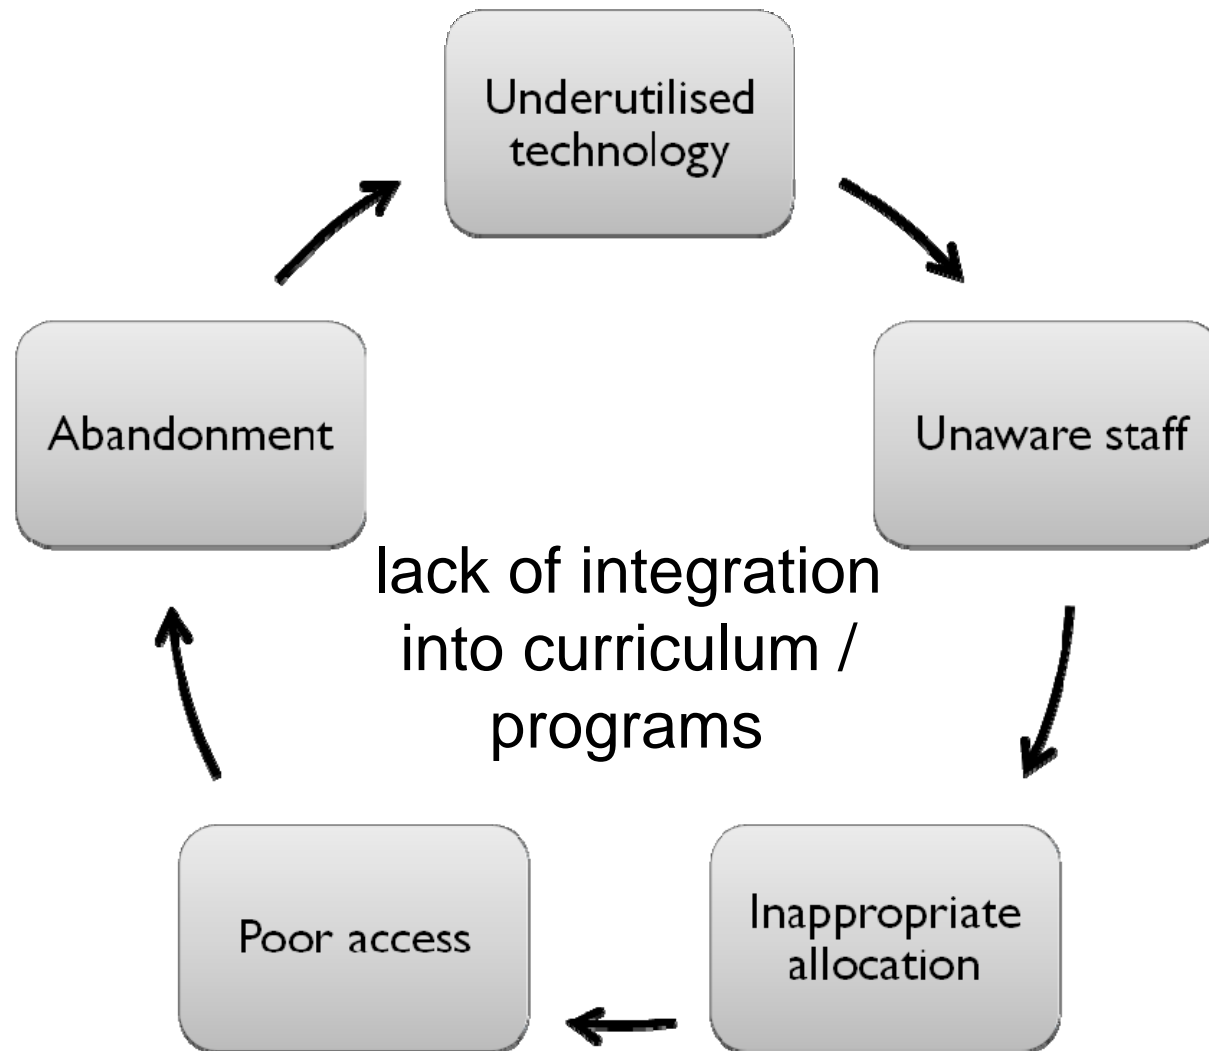 Underutilised
technology
Abandonment
Unaware staff
lack of integration
into curriculum /
programs
Poor access
Inappropriate
allocation